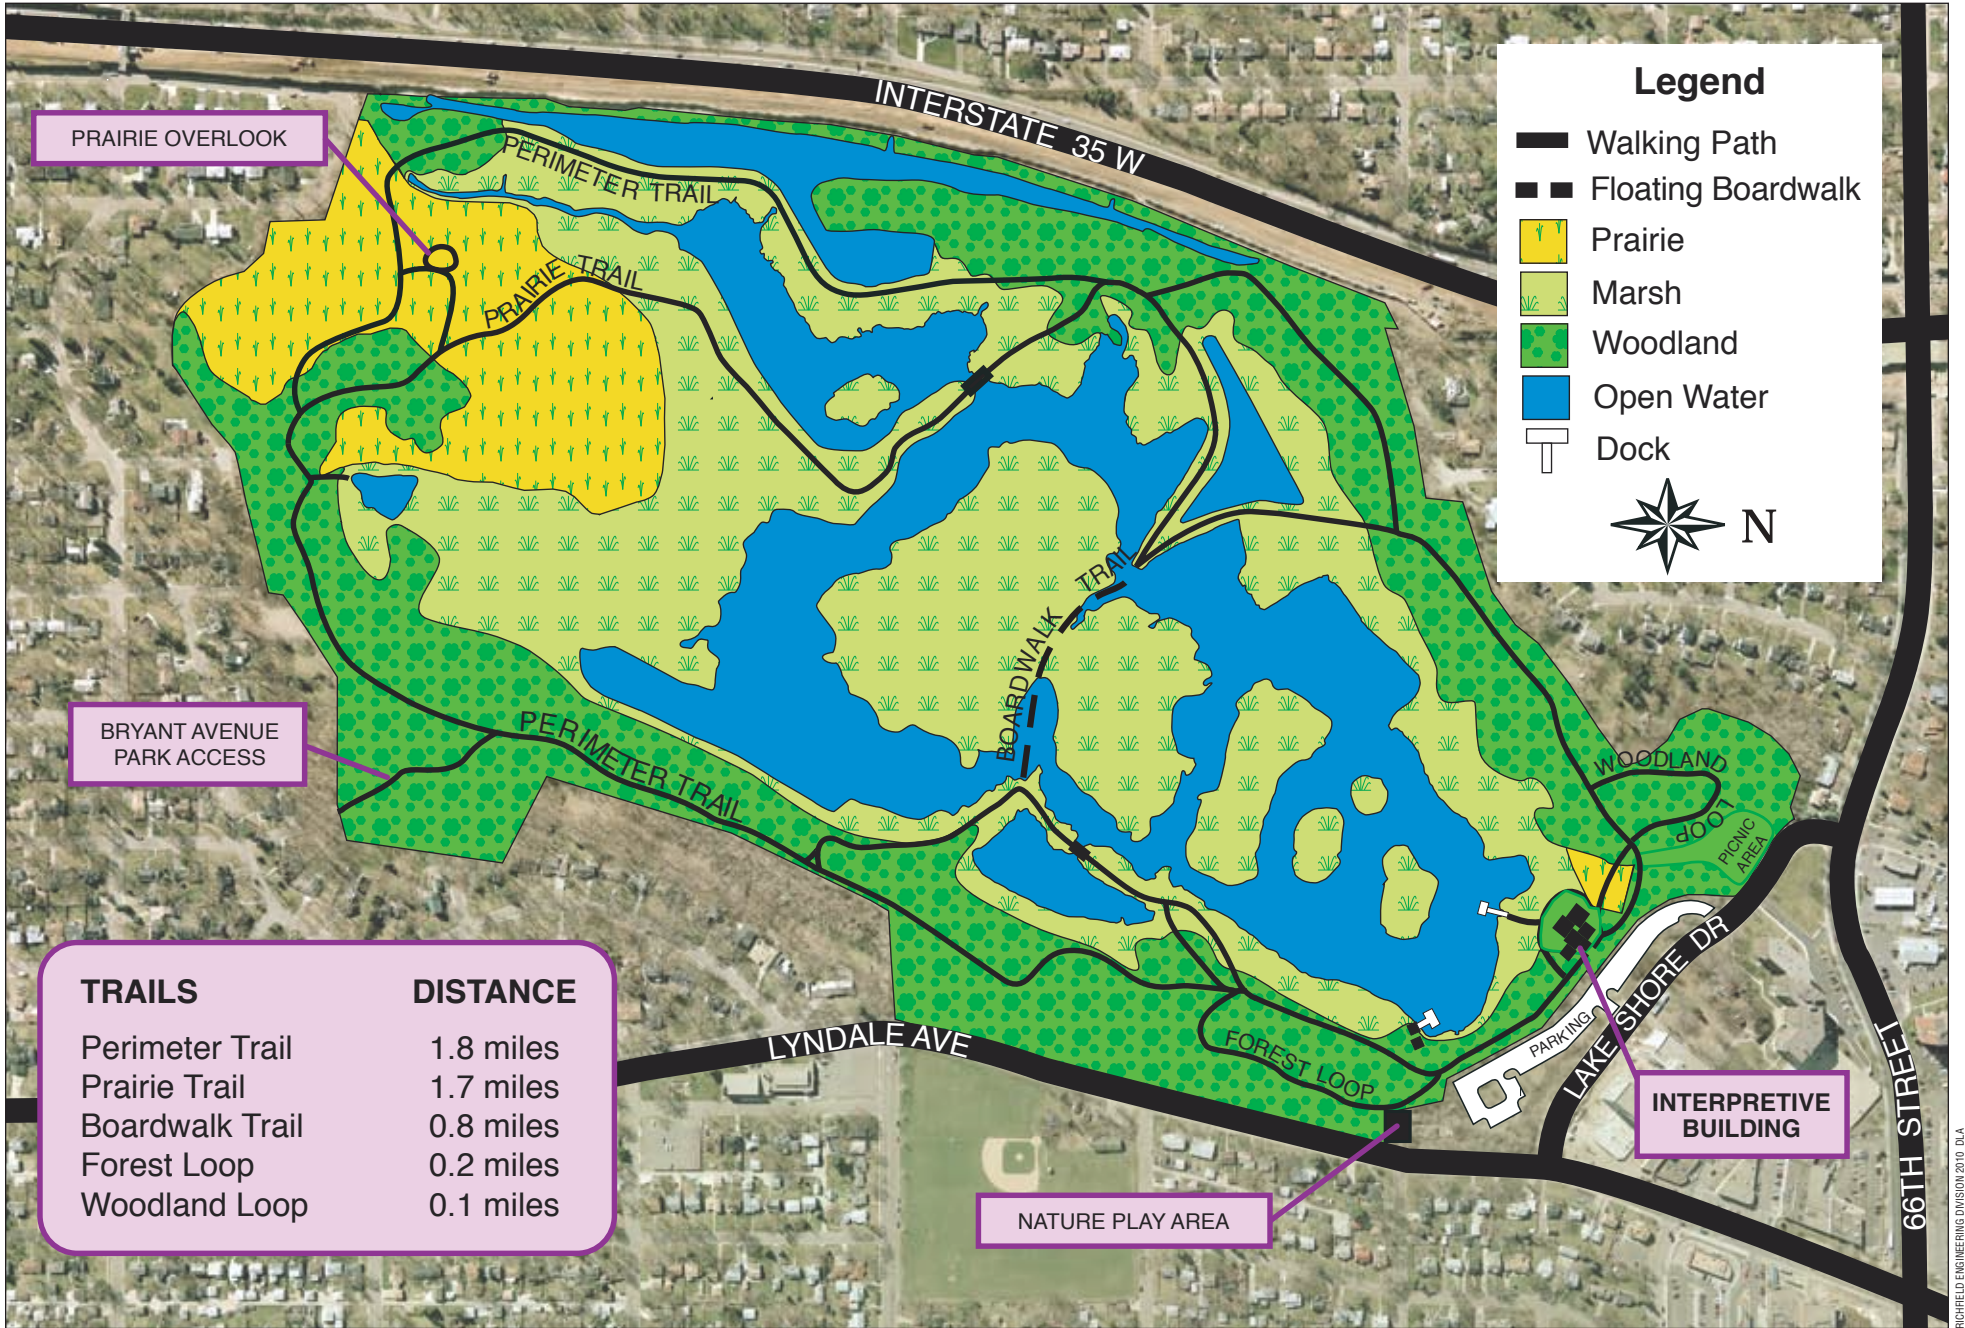 INTERSTATE 35 W
PRAIRIE OVERLOOK
PERIMETER TRAIL
PRAIRIE TRAIL
Legend
Walking Path
Floating Boardwalk
Prairie
Marsh
Woodland
Open Water
Dock
N
BOARDWALK TRAIL
BRYANT AVENUE
PARK ACCESS
PERIMETER TRAIL
WOODLAND
LOOP
PICNIC
AREA
FOREST LOOP
PARKING
LAKE SHORE DR
LYNDALE AVE
66TH STREET
INTERPRETIVE
BUILDING
NATURE PLAY AREA
TRAILS DISTANCE
Perimeter Trail 1.8 miles
Prairie Trail 1.7 miles
Boardwalk Trail 0.8 miles
Forest Loop 0.2 miles
Woodland Loop 0.1 miles
RICHFIELD ENGINEERING DIVISION 2010 DLA